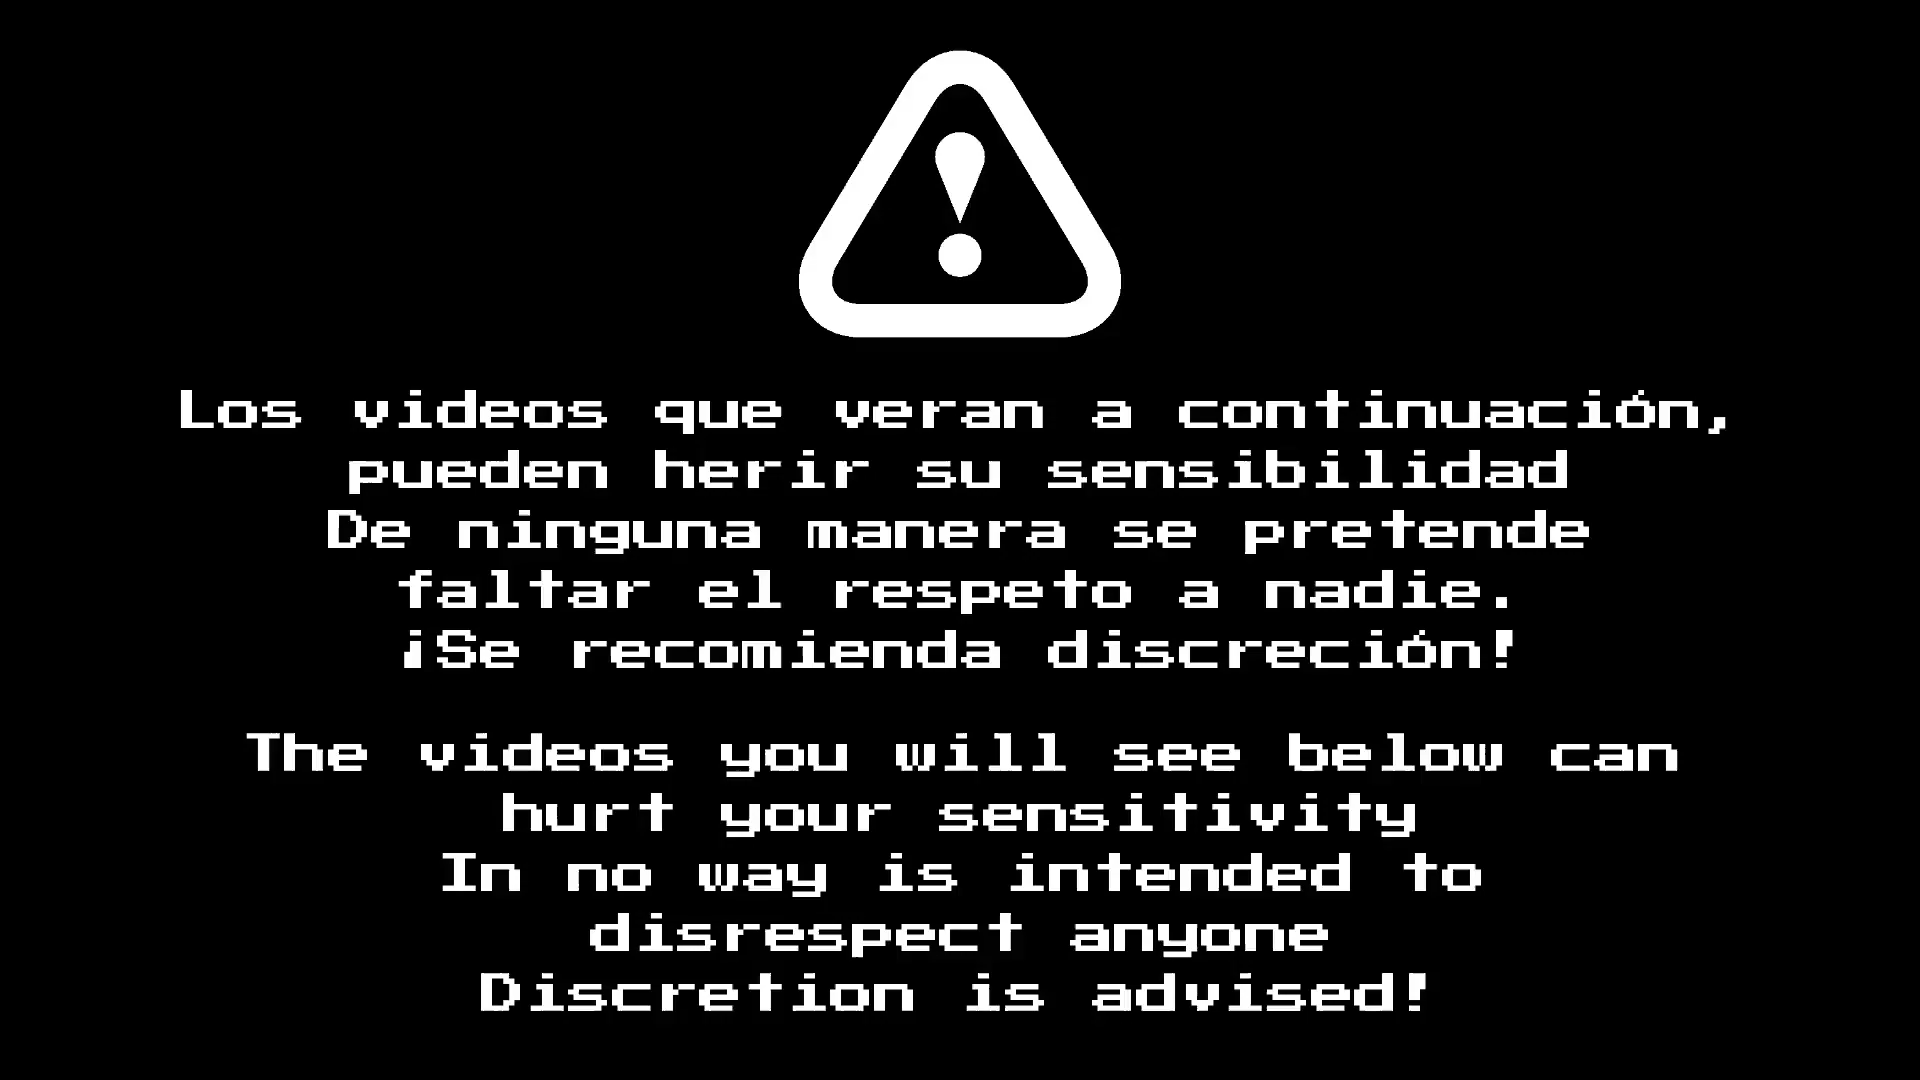 Los videos que veran a continuación,
pueden herir su sensibilidad
De ninguna manera se pretende
faltar el respeto a nadie.
¡Se recomienda discreción!
The videos you will see below can
hurt your sensitivity
In no way is intended to
disrespect anyone
Discretion is advised!